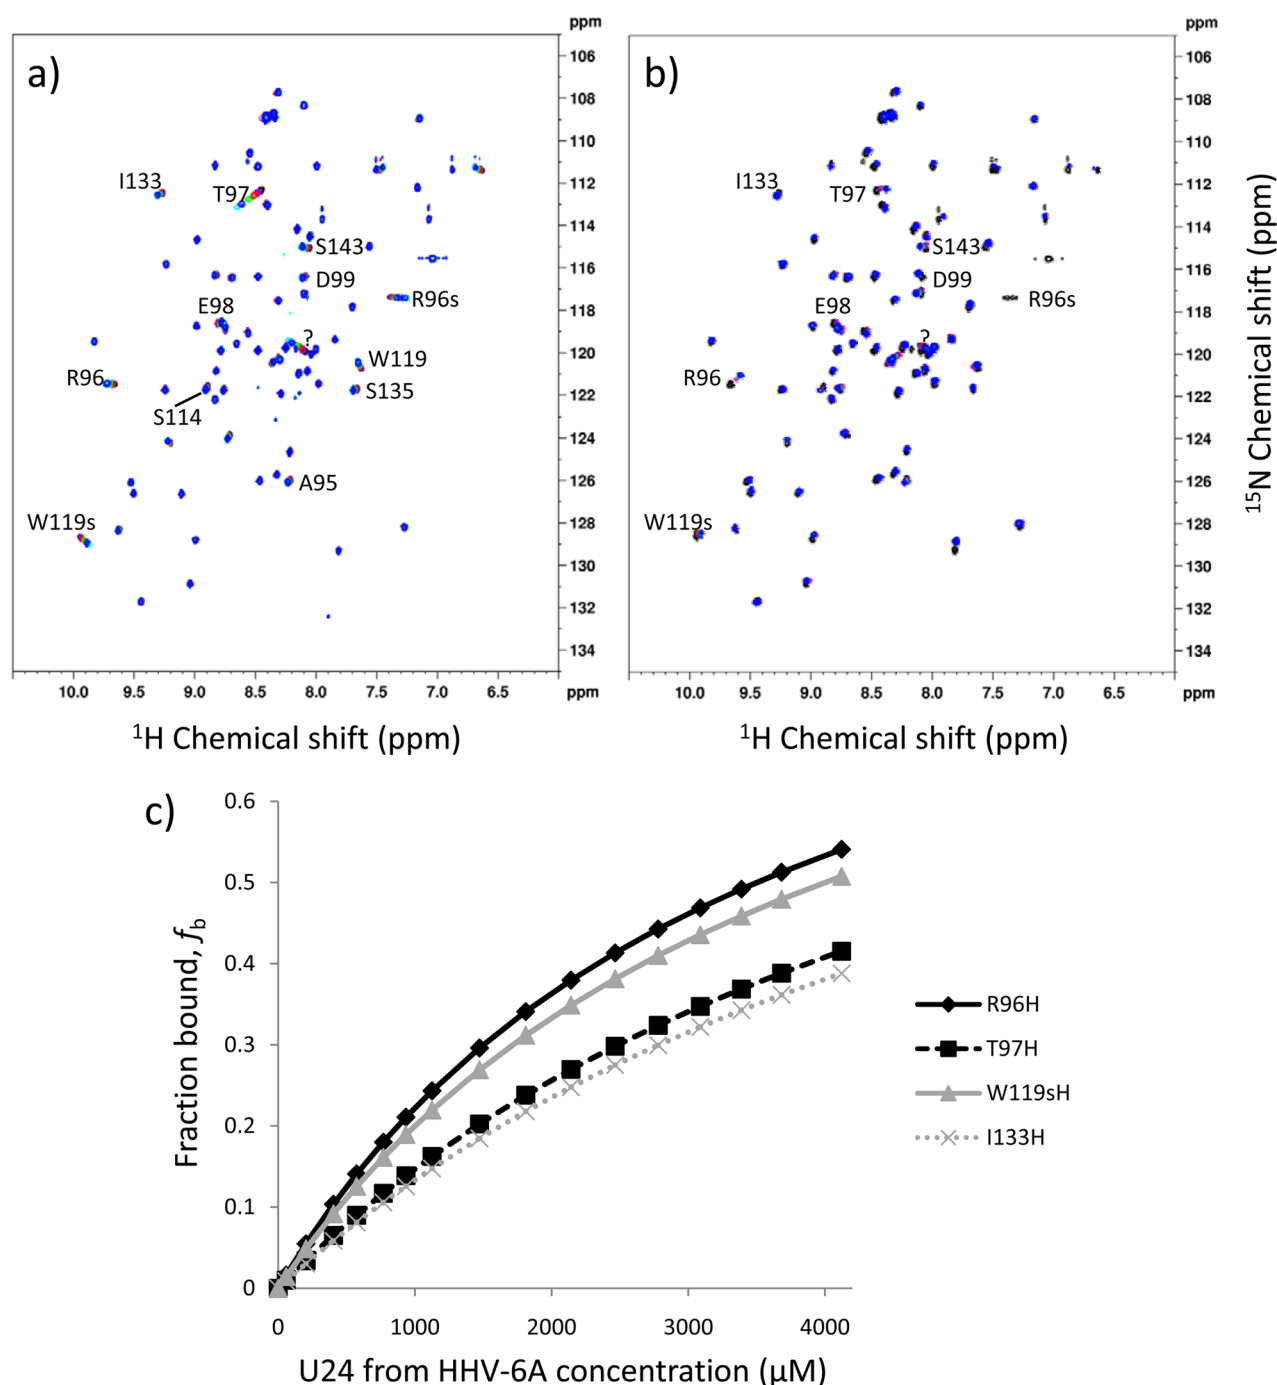 a)
ppm
106
108
110
112
114
116
118
120
122
124
126
128
130
132
134
ppm
10.0 9.5 9.0 8.5 8.0 7.5 7.0 6.5
I133
T97
S143
D99
R96s
E98
?
W119
R96
S135
S114
A95
W119s
¹H Chemical shift (ppm)
b)
ppm
106
108
110
112
114
116
118
120
122
124
126
128
130
132
134
ppm
10.0 9.5 9.0 8.5 8.0 7.5 7.0 6.5
I133
T97
S143
D99
R96s
E98
?
R96
W119s
¹H Chemical shift (ppm)
¹⁵N Chemical shift (ppm)
c)
0.6
0.5
0.4
0.3
0.2
0.1
0
Fraction bound, fb
0 1000 2000 3000 4000
U24 from HHV-6A concentration (μM)
R96H
T97H
W119sH
I133H